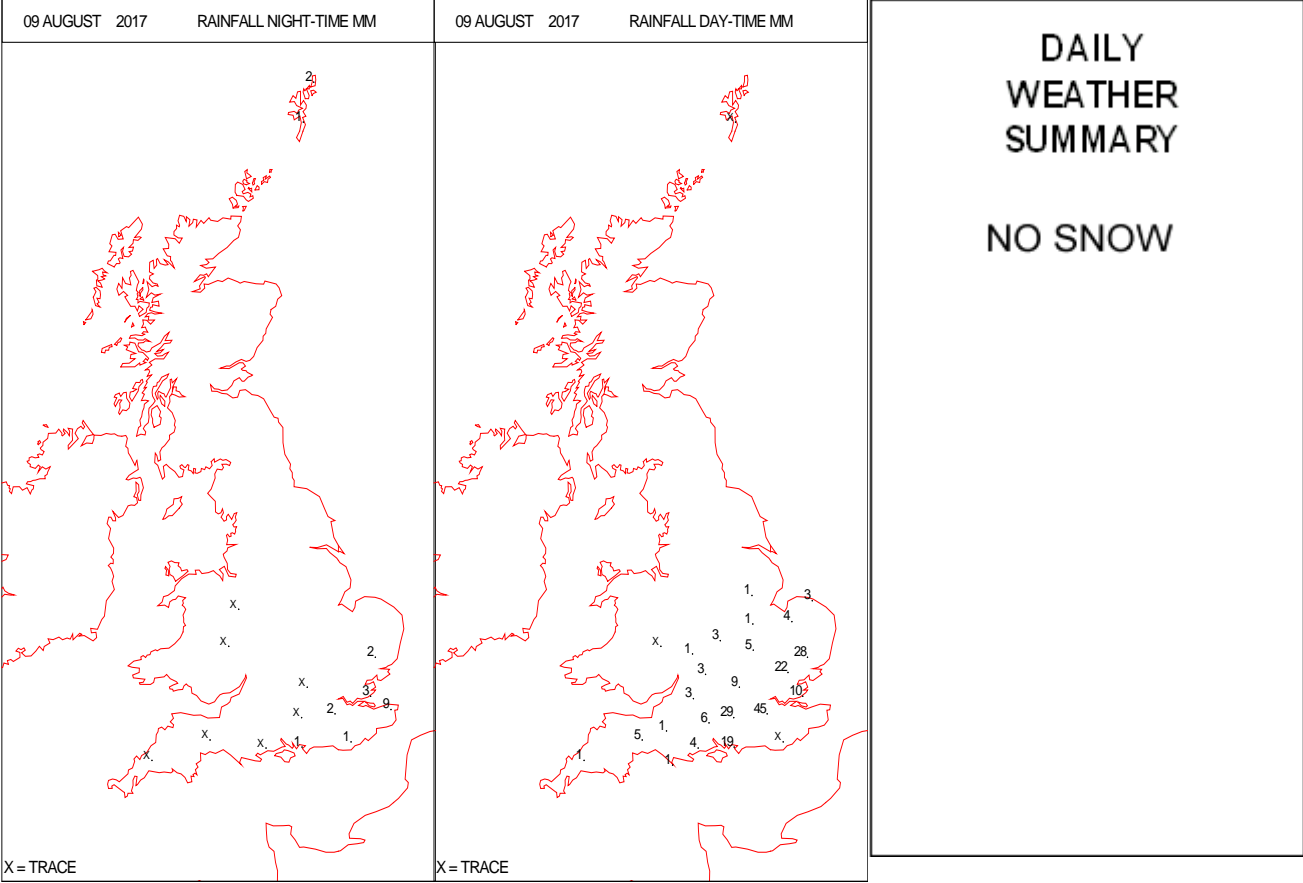 09 AUGUST 2017 RAINFALL NIGHT-TIME MM
2
1
X
X
2
X
3
9
X
2
X
X
1
1
X
X = TRACE
09 AUGUST 2017 RAINFALL DAY-TIME MM
X
1
3
1
4
3
X
1
5
28
3
22
9
3
10
29
45
6
1
5
4
19
X
1
1
X = TRACE
DAILY
WEATHER
SUMMARY
NO SNOW